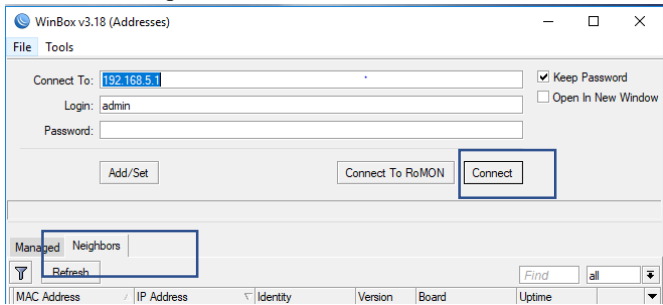 WinBox v3.18 (Addresses)
File Tools
Connect To: 192.168.5.1
Keep Password
Login: admin
Open In New Window
Password:
Add/Set Connect To RoMON Connect
Managed Neighbors
Refresh Find all
MAC Address IP Address Identity Version Board Uptime